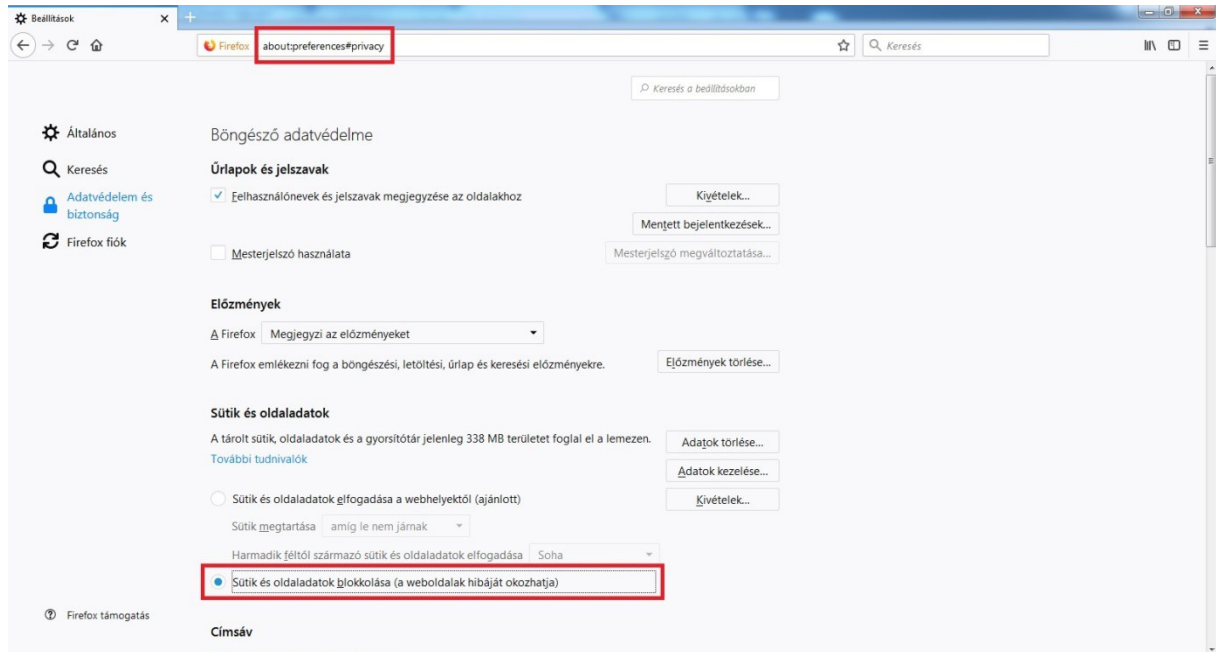 Beállítások
Firefox about:preferences#privacy
Keresés
Keresés a beállításokban
Általános
Keresés
Adatvédelem és
biztonság
Firefox fiók
Firefox támogatás
Böngésző adatvédelme
Űrlapok és jelszavak
Felhasználónevek és jelszavak megjegyzése az oldalakhoz
Kivételek...
Mentett bejelentkezések...
Mesterjelszó használata
Mesterjelszó megváltoztatása...
Előzmények
A Firefox Megjegyzi az előzményeket
A Firefox emlékezni fog a böngészési, letöltési, űrlap és keresési előzményekre.
Előzmények törlése...
Sütik és oldaladatok
A tárolt sütik, oldaladatok és a gyorsítótár jelenleg 338 MB területet foglal el a lemezen.
További tudnivalók
Adatok törlése...
Adatok kezelése...
Sütik és oldaladatok elfogadása a webhelyektől (ajánlott)
Kivételek...
Sütik megtartása amíg le nem járnak
Harmadik féltől származó sütik és oldaladatok elfogadása Soha
Sütik és oldaladatok blokkolása (a weboldalak hibáját okozhatja)
Címsáv